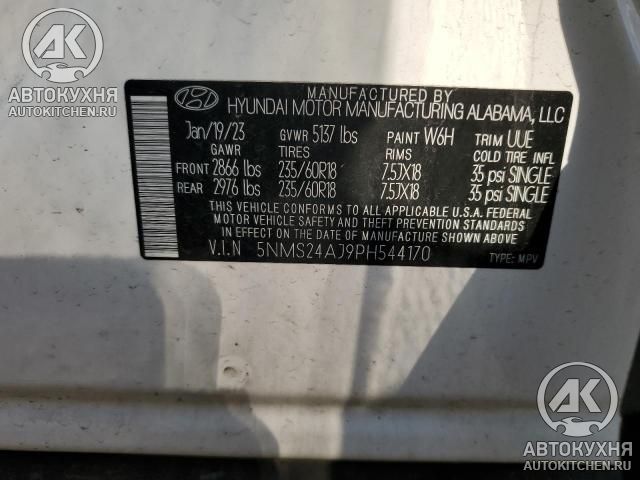 АК
АВТОКУХНЯ
AUTOKITCHEN.RU
MANUFACTURED BY
HYUNDAI MOTOR MANUFACTURING ALABAMA, LLC
Jan/19/23 GVWR 5137 lbs PAINT W6H TRIM UUE
GAWR TIRES RIMS COLD TIRE INFL
FRONT 2866 lbs 235/60R18 7.5JX18 35 psi SINGLE
REAR 2976 lbs 235/60R18 7.5JX18 35 psi SINGLE
THIS VEHICLE CONFORMS TO ALL APPLICABLE U.S.A. FEDERAL
MOTOR VEHICLE SAFETY AND THEFT PREVENTION STANDARDS
IN EFFECT ON THE DATE OF MANUFACTURE SHOWN ABOVE.
V.I.N 5NMS24AJ9PH544170 TYPE: MPV
АК
АВТОКУХНЯ
AUTOKITCHEN.RU